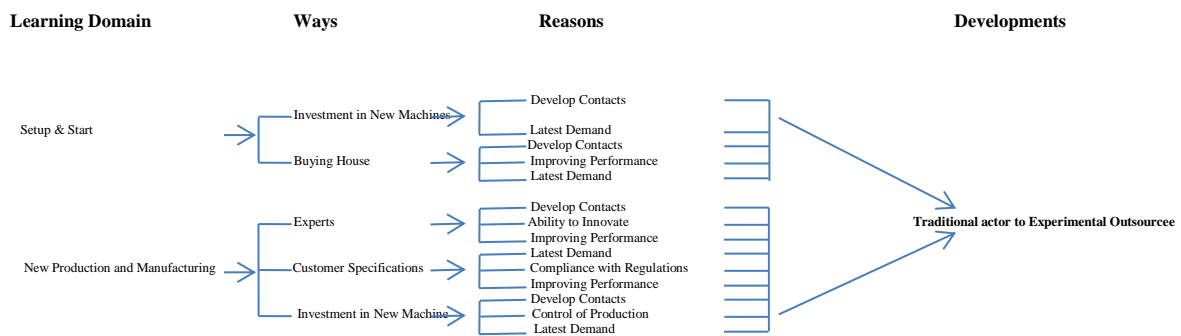 Learning Domain Ways Reasons Developments
Develop Contacts
Investment in New Machines
Setup & Start
Latest Demand
Develop Contacts
Buying House
Improving Performance
Latest Demand
Develop Contacts
Experts
Ability to Innovate
Traditional actor to Experimental Outsourcee
Improving Performance
Latest Demand
New Production and Manufacturing
Customer Specifications
Compliance with Regulations
Improving Performance
Develop Contacts
Investment in New Machine
Control of Production
Latest Demand